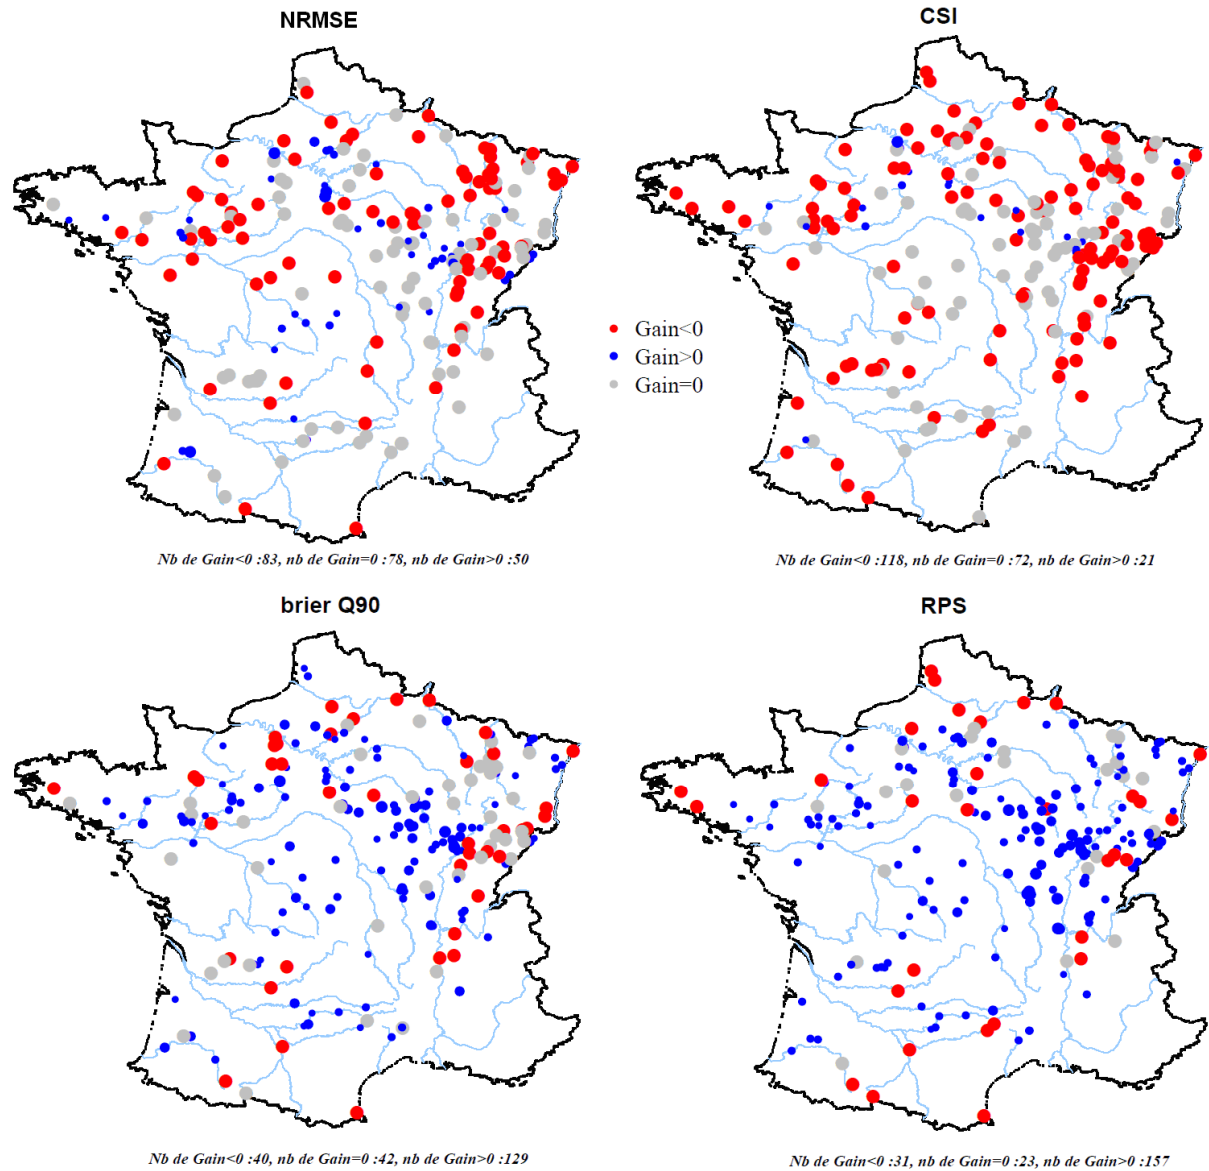 NRMSE
CSI
Gain<0
Gain>0
Gain=0
Nb de Gain<0 :83, nb de Gain=0 :78, nb de Gain>0 :50
Nb de Gain<0 :118, nb de Gain=0 :72, nb de Gain>0 :21
brier Q90
RPS
Nb de Gain<0 :40, nb de Gain=0 :42, nb de Gain>0 :129
Nb de Gain<0 :31, nb de Gain=0 :23, nb de Gain>0 :157